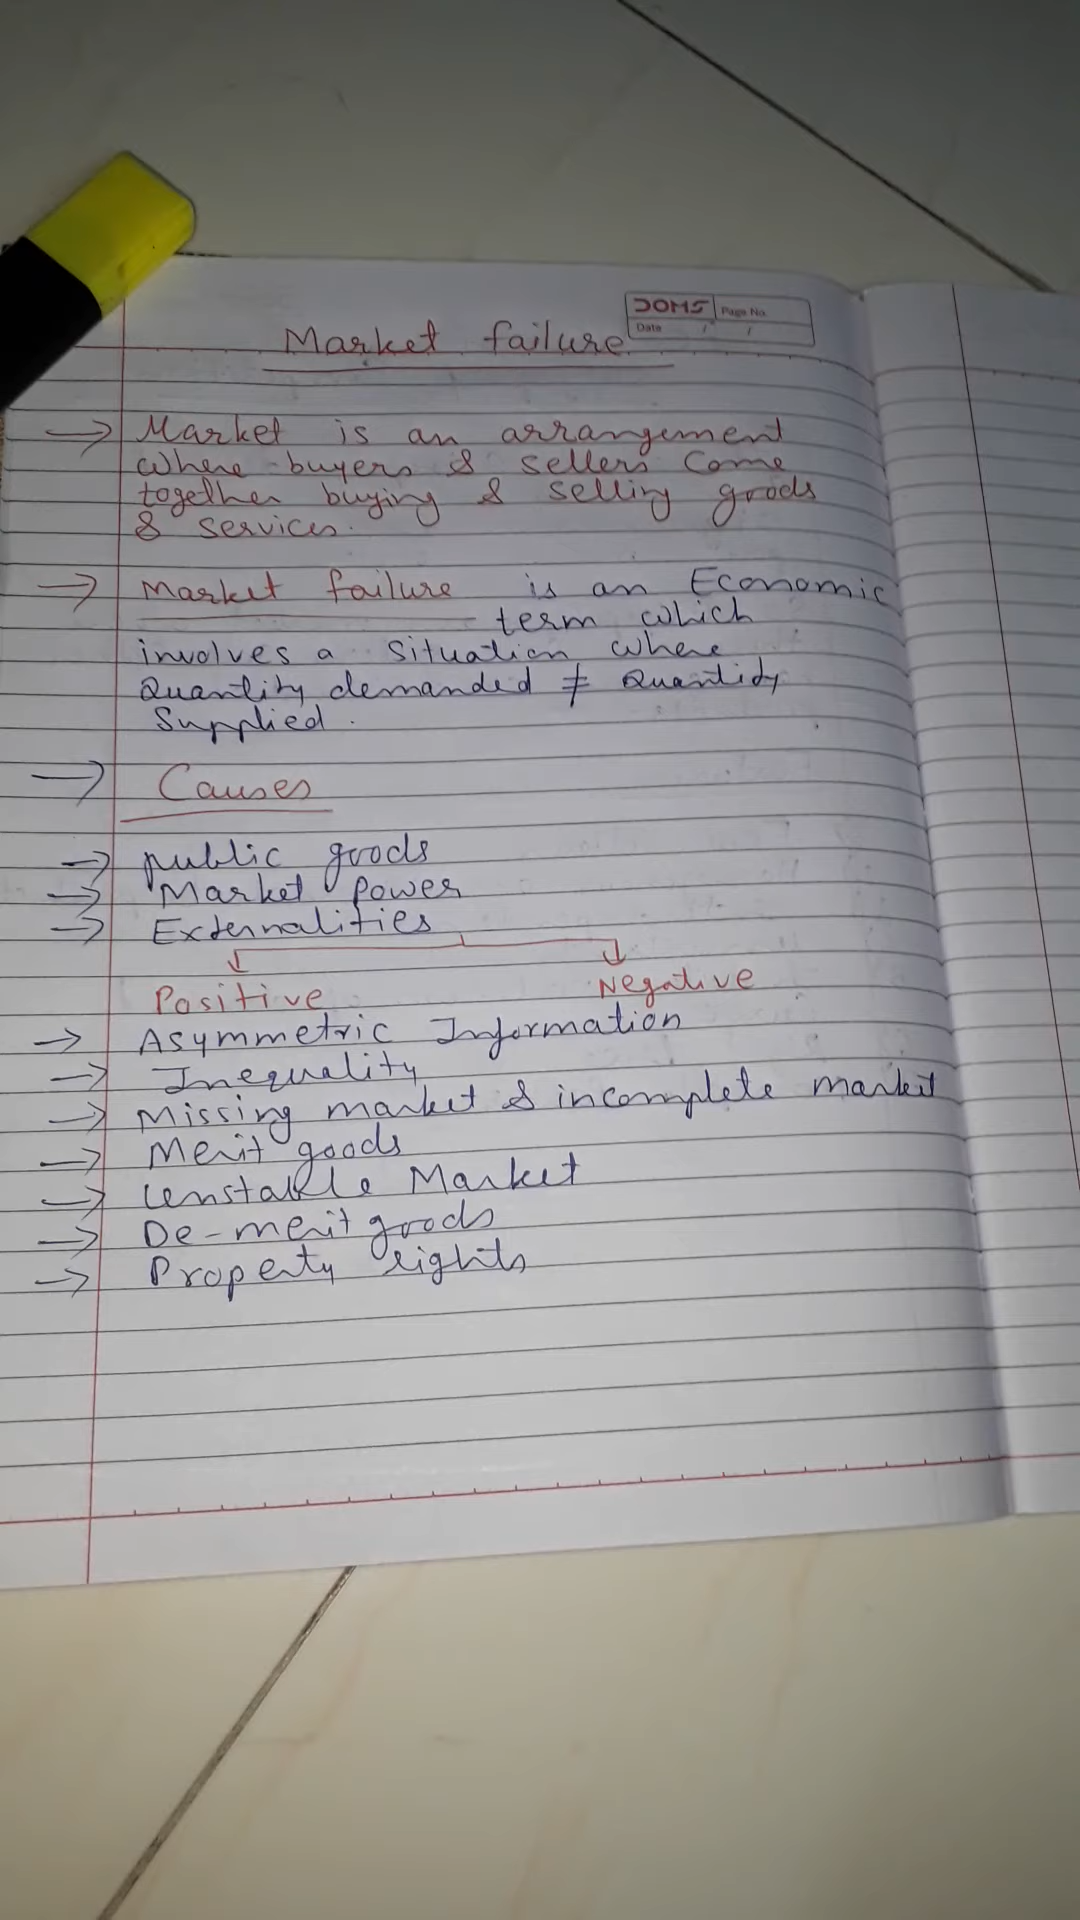 DOMS Page No.
Date / /
Market failure
→ Market is an arrangement
where buyers & sellers come
together buying & selling goods
& services.
→ Market failure is an Economic
term which
involves a situation where
Quantity demanded ≠ Quantity
Supplied.
→ Causes
→ public goods
→ Market Power
→ Externalities
Positive Negative
→ Asymmetric Information
→ Inequality
→ Missing market & incomplete market
→ Merit goods
→ Unstable Market
→ De-merit goods
→ Property rights